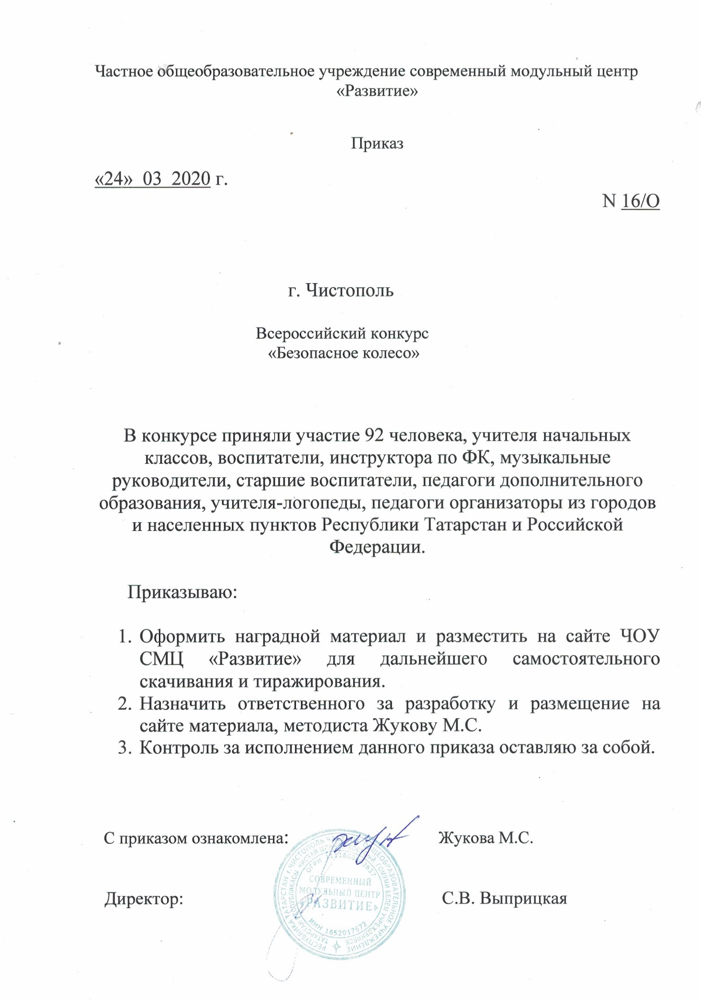 Частное общеобразовательное учреждение современный модульный центр
«Развитие»
Приказ
«24» 03 2020 г.
N 16/О
г. Чистополь
Всероссийский конкурс
«Безопасное колесо»
В конкурсе приняли участие 92 человека, учителя начальных
классов, воспитатели, инструктора по ФК, музыкальные
руководители, старшие воспитатели, педагоги дополнительного
образования, учителя-логопеды, педагоги организаторы из городов
и населенных пунктов Республики Татарстан и Российской
Федерации.
Приказываю:
1. Оформить наградной материал и разместить на сайте ЧОУ
СМЦ «Развитие» для дальнейшего самостоятельного
скачивания и тиражирования.
2. Назначить ответственного за разработку и размещение на
сайте материала, методиста Жукову М.С.
3. Контроль за исполнением данного приказа оставляю за собой.
С приказом ознакомлена: Жукова М.С.
Директор: С.В. Выприцкая
СОВРЕМЕННЫЙ
МОДУЛЬНЫЙ ЦЕНТР
«РАЗВИТИЕ»
ИНН 1652017672
РЕСПУБЛИКА ТАТАРСТАН г. ЧИСТОПОЛЬ
ОБЩЕОБРАЗОВАТЕЛЬНОЕ УЧРЕЖДЕНИЕ